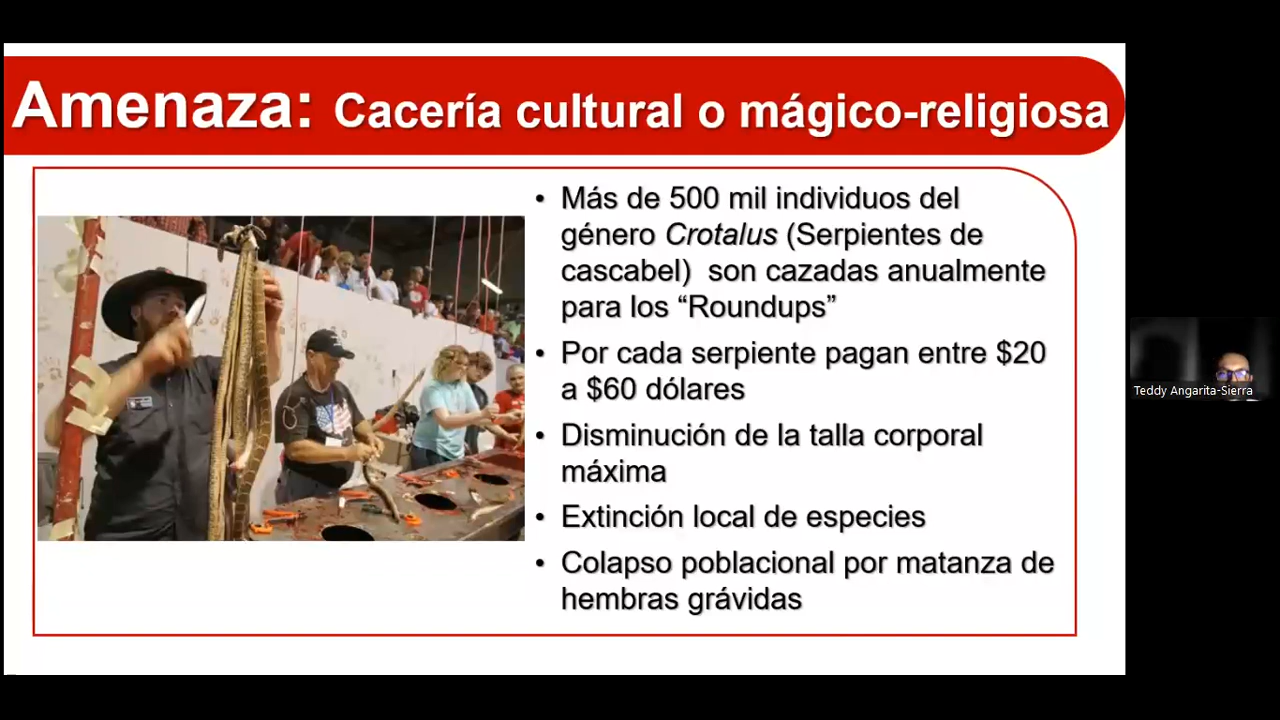 Amenaza: Cacería cultural o mágico-religiosa
• Más de 500 mil individuos del
género Crotalus (Serpientes de
cascabel) son cazadas anualmente
para los “Roundups”
• Por cada serpiente pagan entre $20
a $60 dólares
• Disminución de la talla corporal
máxima
• Extinción local de especies
• Colapso poblacional por matanza de
hembras grávidas
Teddy Angarita-Sierra